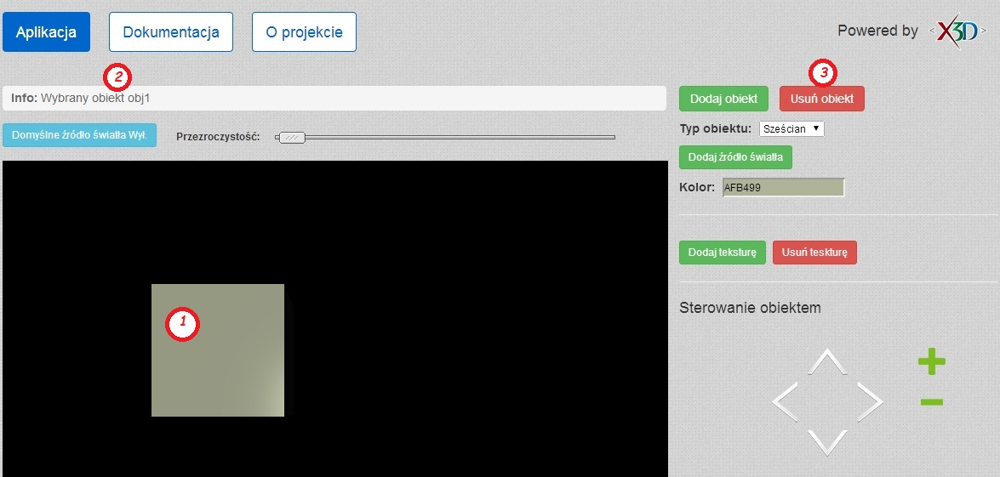 Aplikacja
Dokumentacja
O projekcie
Powered by <X3D>
2
3
Info: Wybrany obiekt obj1
Dodaj obiekt
Usuń obiekt
Domyślne źródło światła Wył.
Przezroczystość:
Typ obiektu: Sześcian
Dodaj źródło światła
Kolor: AFB499
Dodaj teksturę
Usuń teskturę
1
Sterowanie obiektem